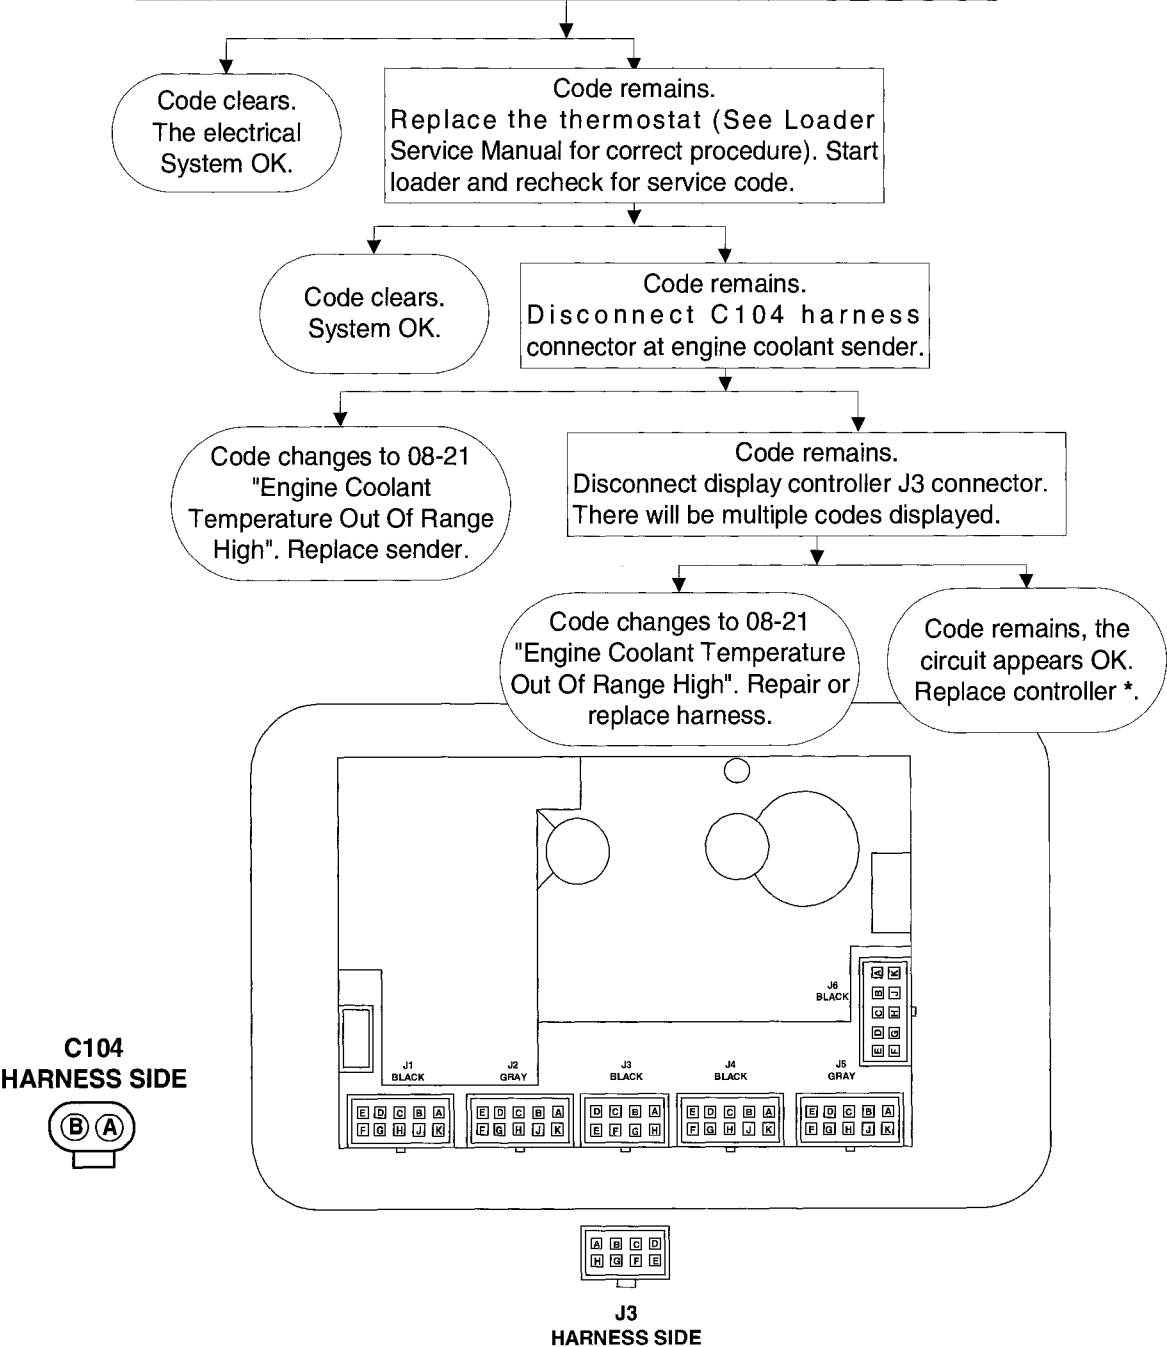 Code clears.
The electrical
System OK.
Code remains.
Replace the thermostat (See Loader
Service Manual for correct procedure). Start
loader and recheck for service code.
Code clears.
System OK.
Code remains.
Disconnect C104 harness
connector at engine coolant sender.
Code changes to 08-21
"Engine Coolant
Temperature Out Of Range
High". Replace sender.
Code remains.
Disconnect display controller J3 connector.
There will be multiple codes displayed.
Code changes to 08-21
"Engine Coolant Temperature
Out Of Range High". Repair or
replace harness.
Code remains, the
circuit appears OK.
Replace controller *.
J6
BLACK
A K
B J
C H
D G
E F
C104
HARNESS SIDE
B A
J1
BLACK
E D C B A
F G H J K
J2
GRAY
E D C B A
F G H J K
J3
BLACK
D C B A
E F G H
J4
BLACK
E D C B A
F G H J K
J5
GRAY
E D C B A
F G H J K
A B C D
H G F E
J3
HARNESS SIDE